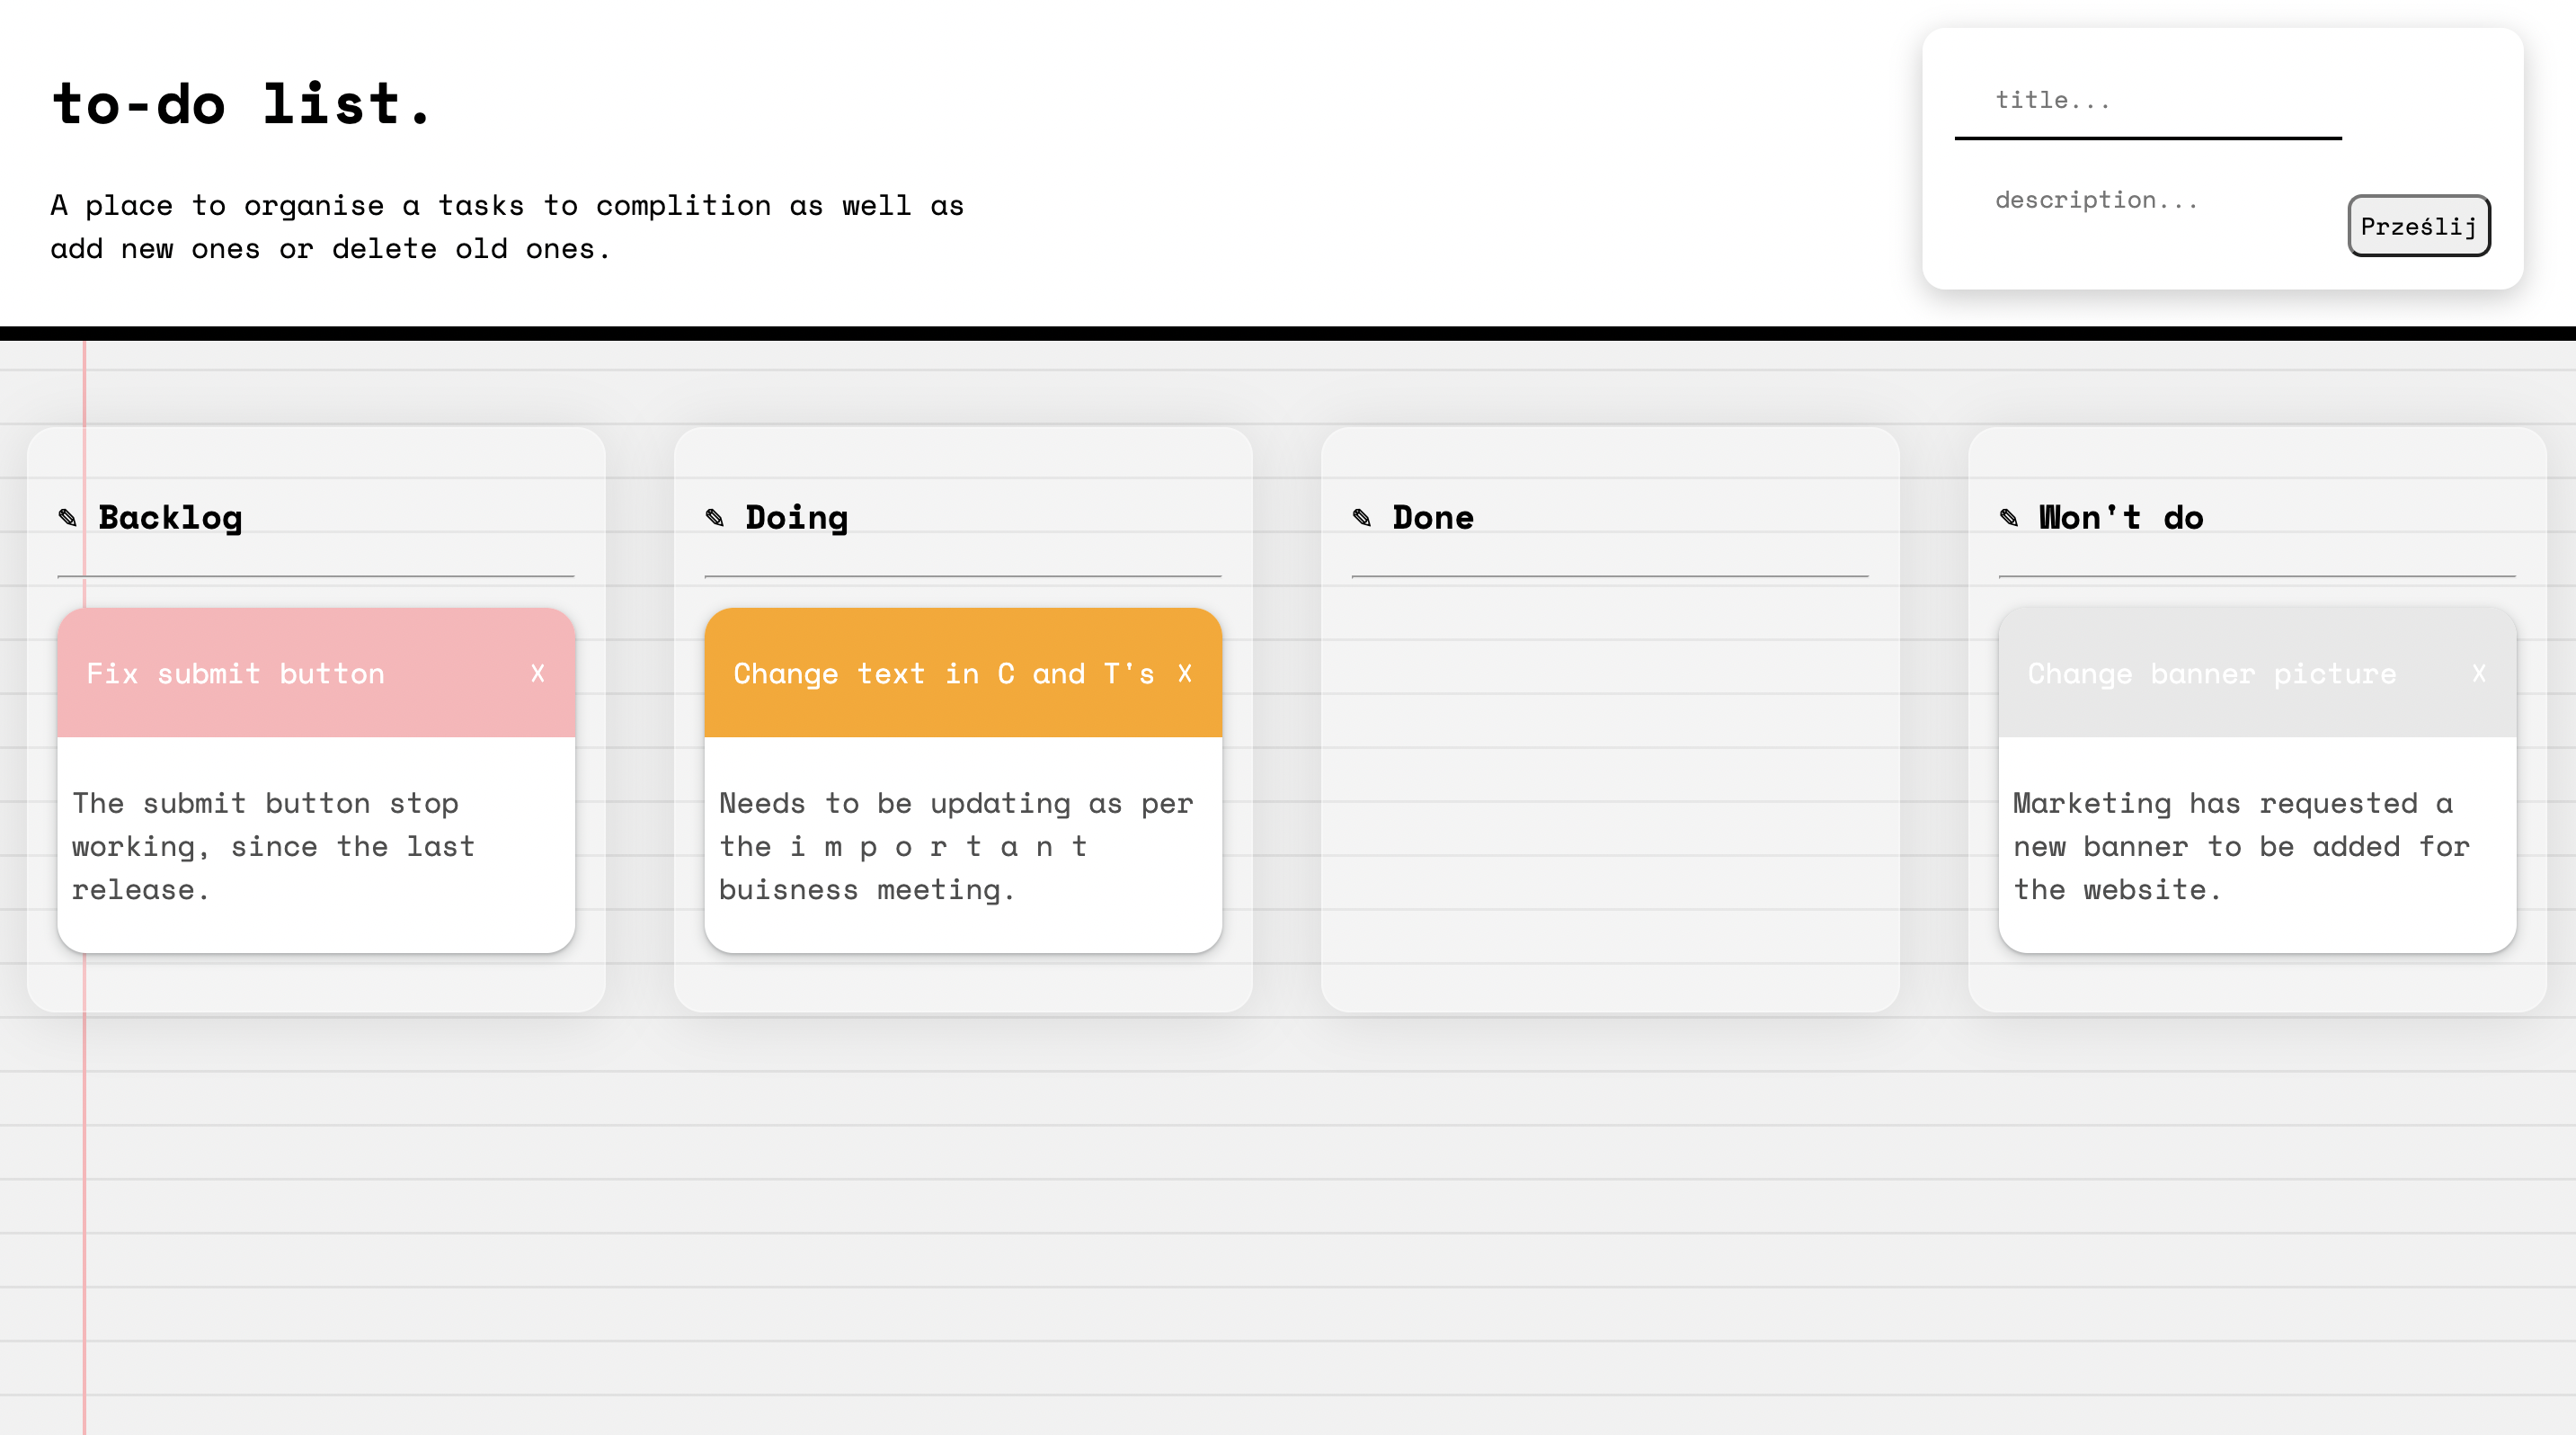 to-do list.
A place to organise a tasks to complition as well as
add new ones or delete old ones.
title...
description...
Prześlij
✎ Backlog
Fix submit button X
The submit button stop
working, since the last
release.
✎ Doing
Change text in C and T's X
Needs to be updating as per
the i m p o r t a n t
buisness meeting.
✎ Done
✎ Won't do
Change banner picture X
Marketing has requested a
new banner to be added for
the website.